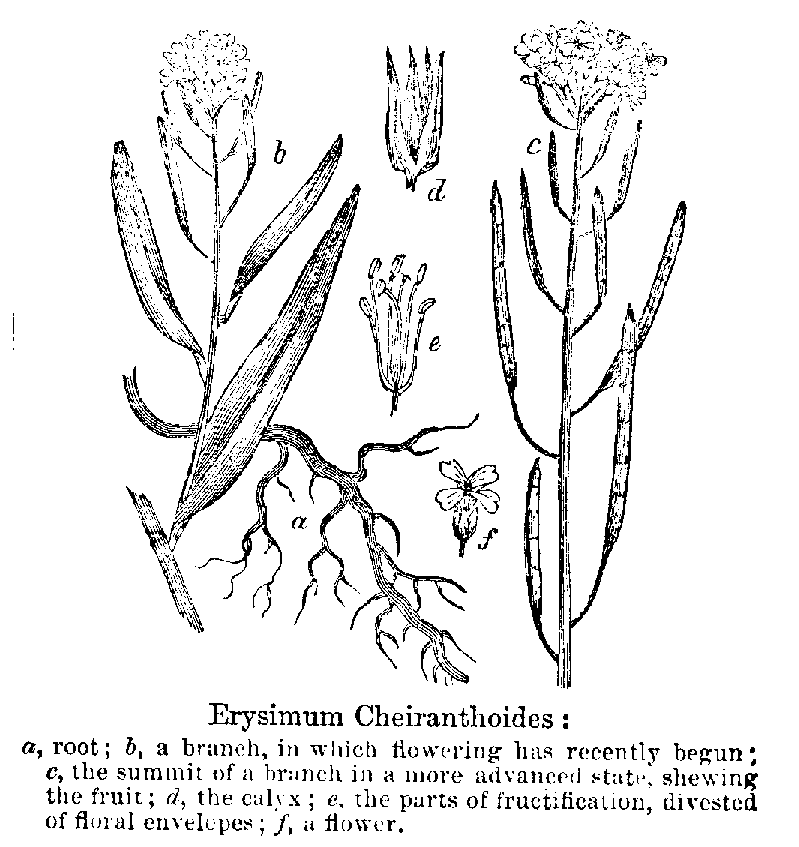 b
c
d
e
a
f
Erysimum Cheiranthoides :
a, root ; b, a branch, in which flowering has recently begun ;
c, the summit of a branch in a more advanced state, shewing
the fruit ; d, the calyx ; e. the parts of fructification, divested
of floral envelopes ; f, a flower.